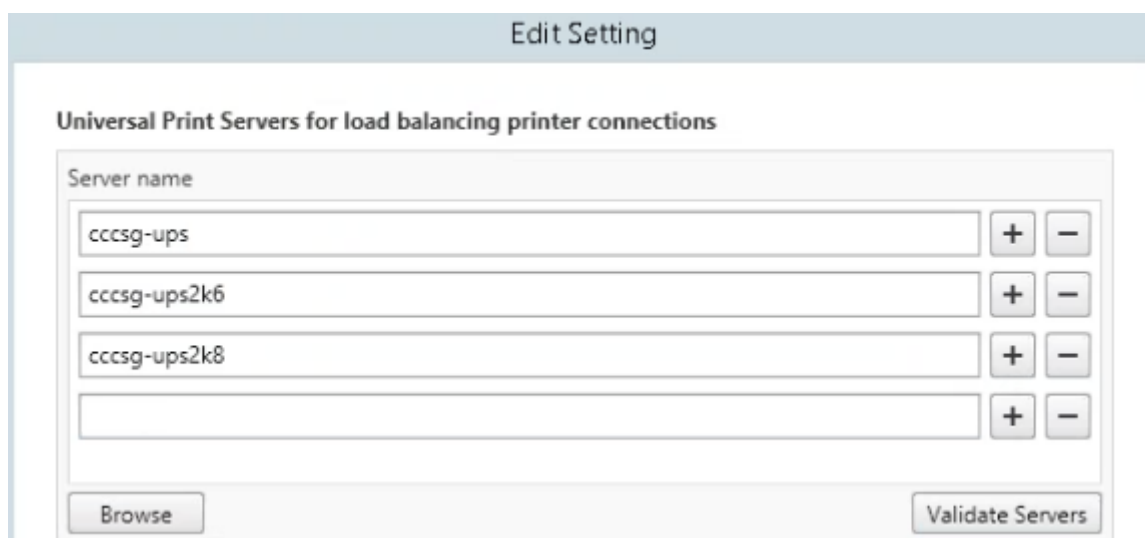 Edit Setting
Universal Print Servers for load balancing printer connections
Server name
cccsg-ups + −
cccsg-ups2k6 + −
cccsg-ups2k8 + −
+ −
Browse Validate Servers